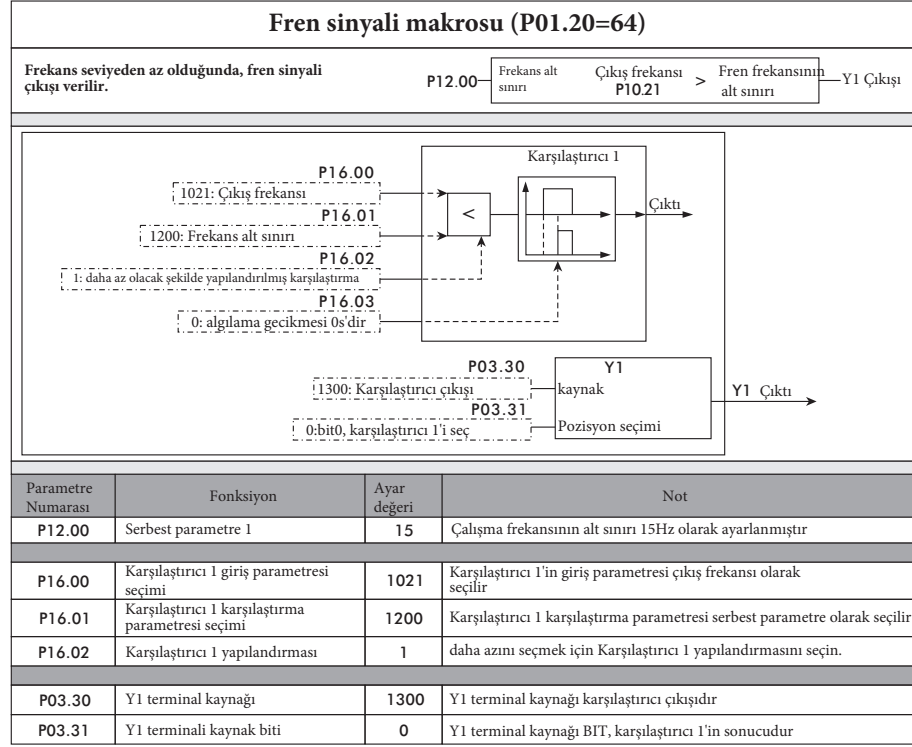 Fren sinyali makrosu (P01.20=64)
Frekans seviyeden az olduğunda, fren sinyali
çıkışı verilir.
P12.00
Frekans alt
sınırı
Çıkış frekansı
P10.21
>
Fren frekansının
alt sınırı
Y1 Çıkışı
Karşılaştırıcı 1
P16.00
1021: Çıkış frekansı
P16.01
1200: Frekans alt sınırı
P16.02
1: daha az olacak şekilde yapılandırılmış karşılaştırma
P16.03
0: algılama gecikmesi 0s'dir
<
Çıktı
P03.30
1300: Karşılaştırıcı çıkışı
P03.31
0:bit0, karşılaştırıcı 1'i seç
Y1
kaynak
Pozisyon seçimi
Y1 Çıktı
Parametre
Numarası
Fonksiyon
Ayar
değeri
Not
P12.00 Serbest parametre 1 15 Çalışma frekansının alt sınırı 15Hz olarak ayarlanmıştır
P16.00 Karşılaştırıcı 1 giriş parametresi
seçimi
1021 Karşılaştırıcı 1'in giriş parametresi çıkış frekansı olarak
seçilir
P16.01 Karşılaştırıcı 1 karşılaştırma
parametresi seçimi
1200 Karşılaştırıcı 1 karşılaştırma parametresi serbest parametre olarak seçilir
P16.02 Karşılaştırıcı 1 yapılandırması 1 daha azını seçmek için Karşılaştırıcı 1 yapılandırmasını seçin.
P03.30 Y1 terminal kaynağı 1300 Y1 terminal kaynağı karşılaştırıcı çıkışıdır
P03.31 Y1 terminali kaynak biti 0 Y1 terminal kaynağı BIT, karşılaştırıcı 1'in sonucudur